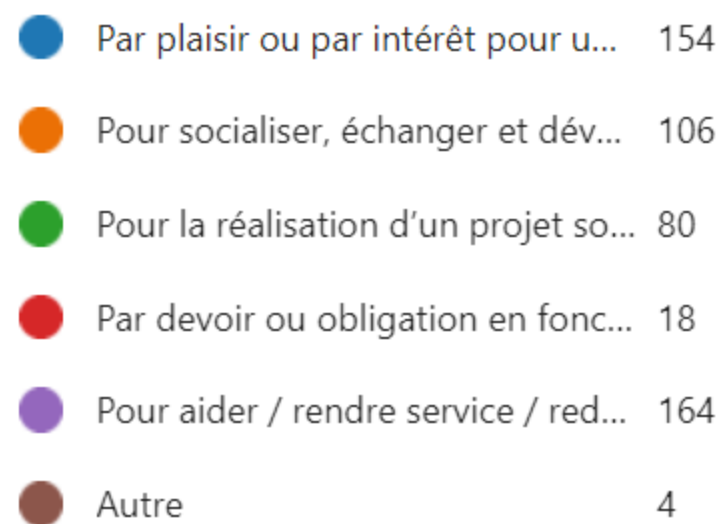 Par plaisir ou par intérêt pour u... 154
Pour socialiser, échanger et dév... 106
Pour la réalisation d’un projet so... 80
Par devoir ou obligation en fonc... 18
Pour aider / rendre service / red... 164
Autre 4